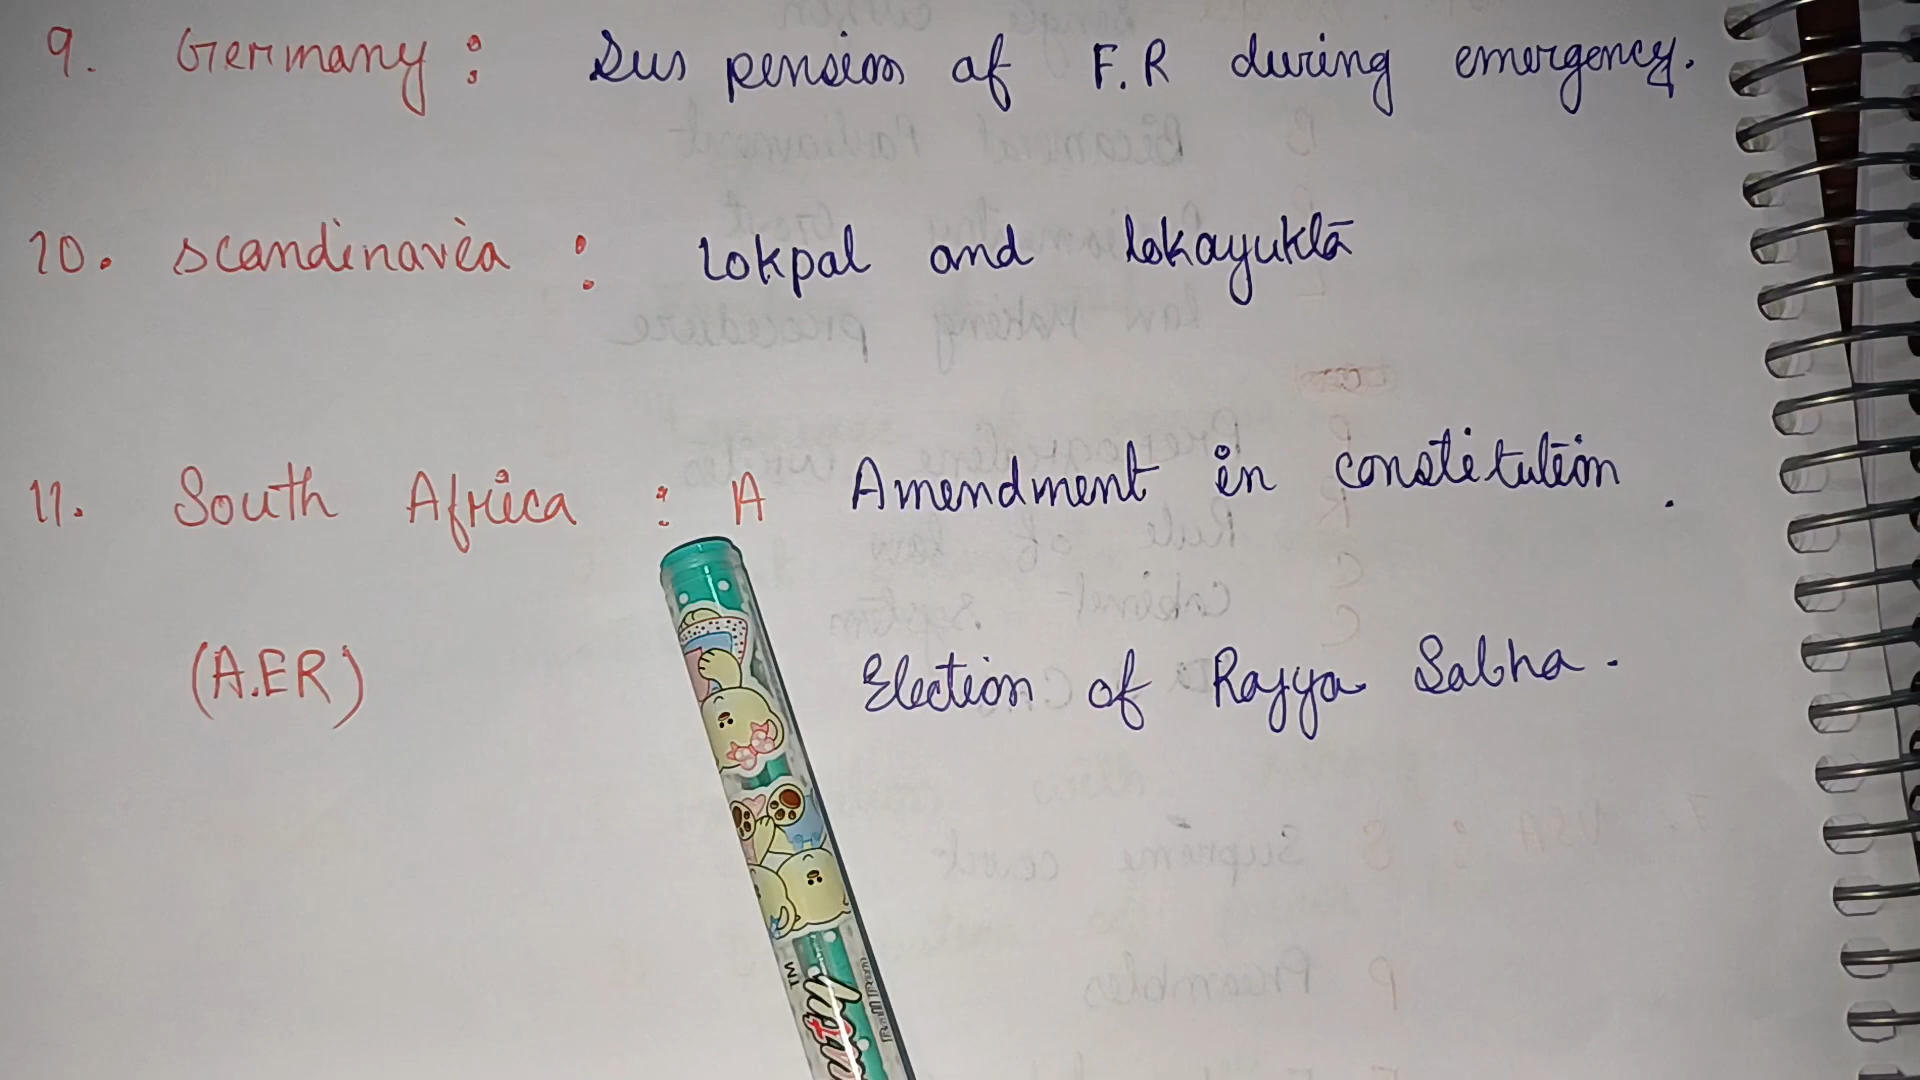 9. Germany : Sus pension of F.R during emergency.
10. Scandinavia : Lokpal and lokayukta
11. South Africa : A Amendment in constitution.
(A.ER) Election of Rajya Sabha.
TM